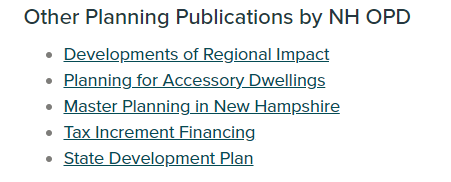 Other Planning Publications by NH OPD
Developments of Regional Impact
Planning for Accessory Dwellings
Master Planning in New Hampshire
Tax Increment Financing
State Development Plan